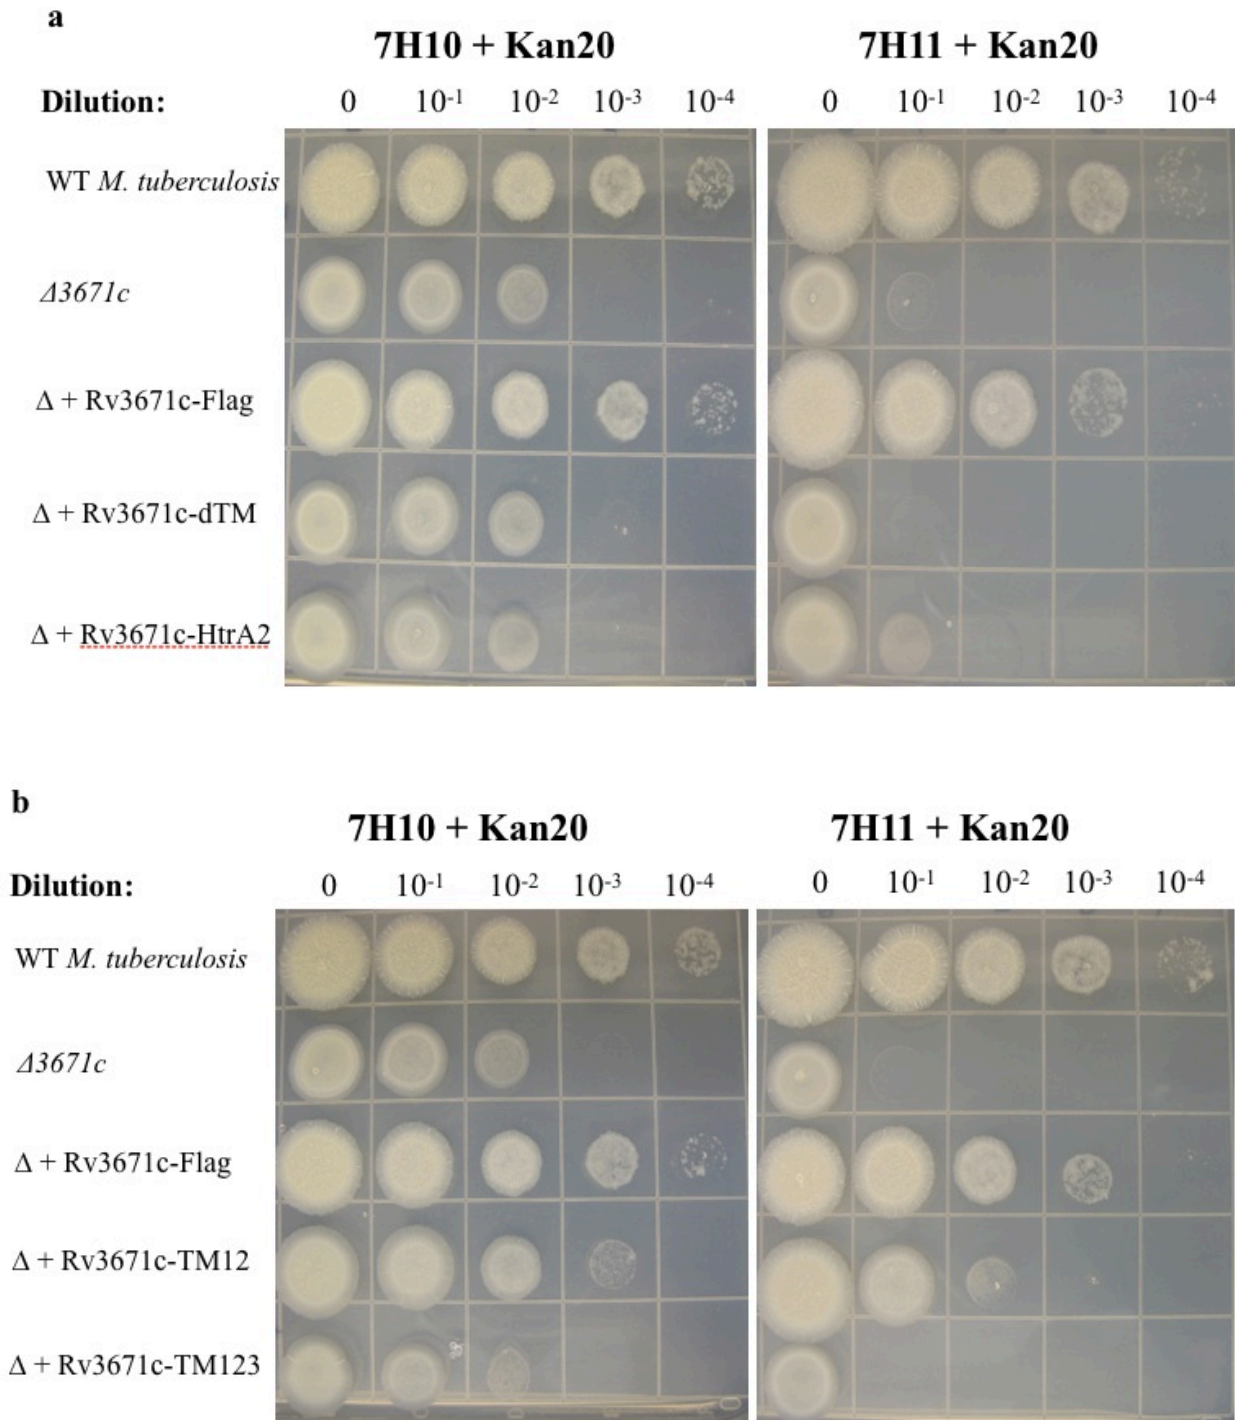 a
7H10 + Kan20 7H11 + Kan20
Dilution: 0 10⁻¹ 10⁻² 10⁻³ 10⁻⁴ 0 10⁻¹ 10⁻² 10⁻³ 10⁻⁴
WT M. tuberculosis
Δ3671c
Δ + Rv3671c-Flag
Δ + Rv3671c-dTM
Δ + Rv3671c-HtrA2
b
7H10 + Kan20 7H11 + Kan20
Dilution: 0 10⁻¹ 10⁻² 10⁻³ 10⁻⁴ 0 10⁻¹ 10⁻² 10⁻³ 10⁻⁴
WT M. tuberculosis
Δ3671c
Δ + Rv3671c-Flag
Δ + Rv3671c-TM12
Δ + Rv3671c-TM123